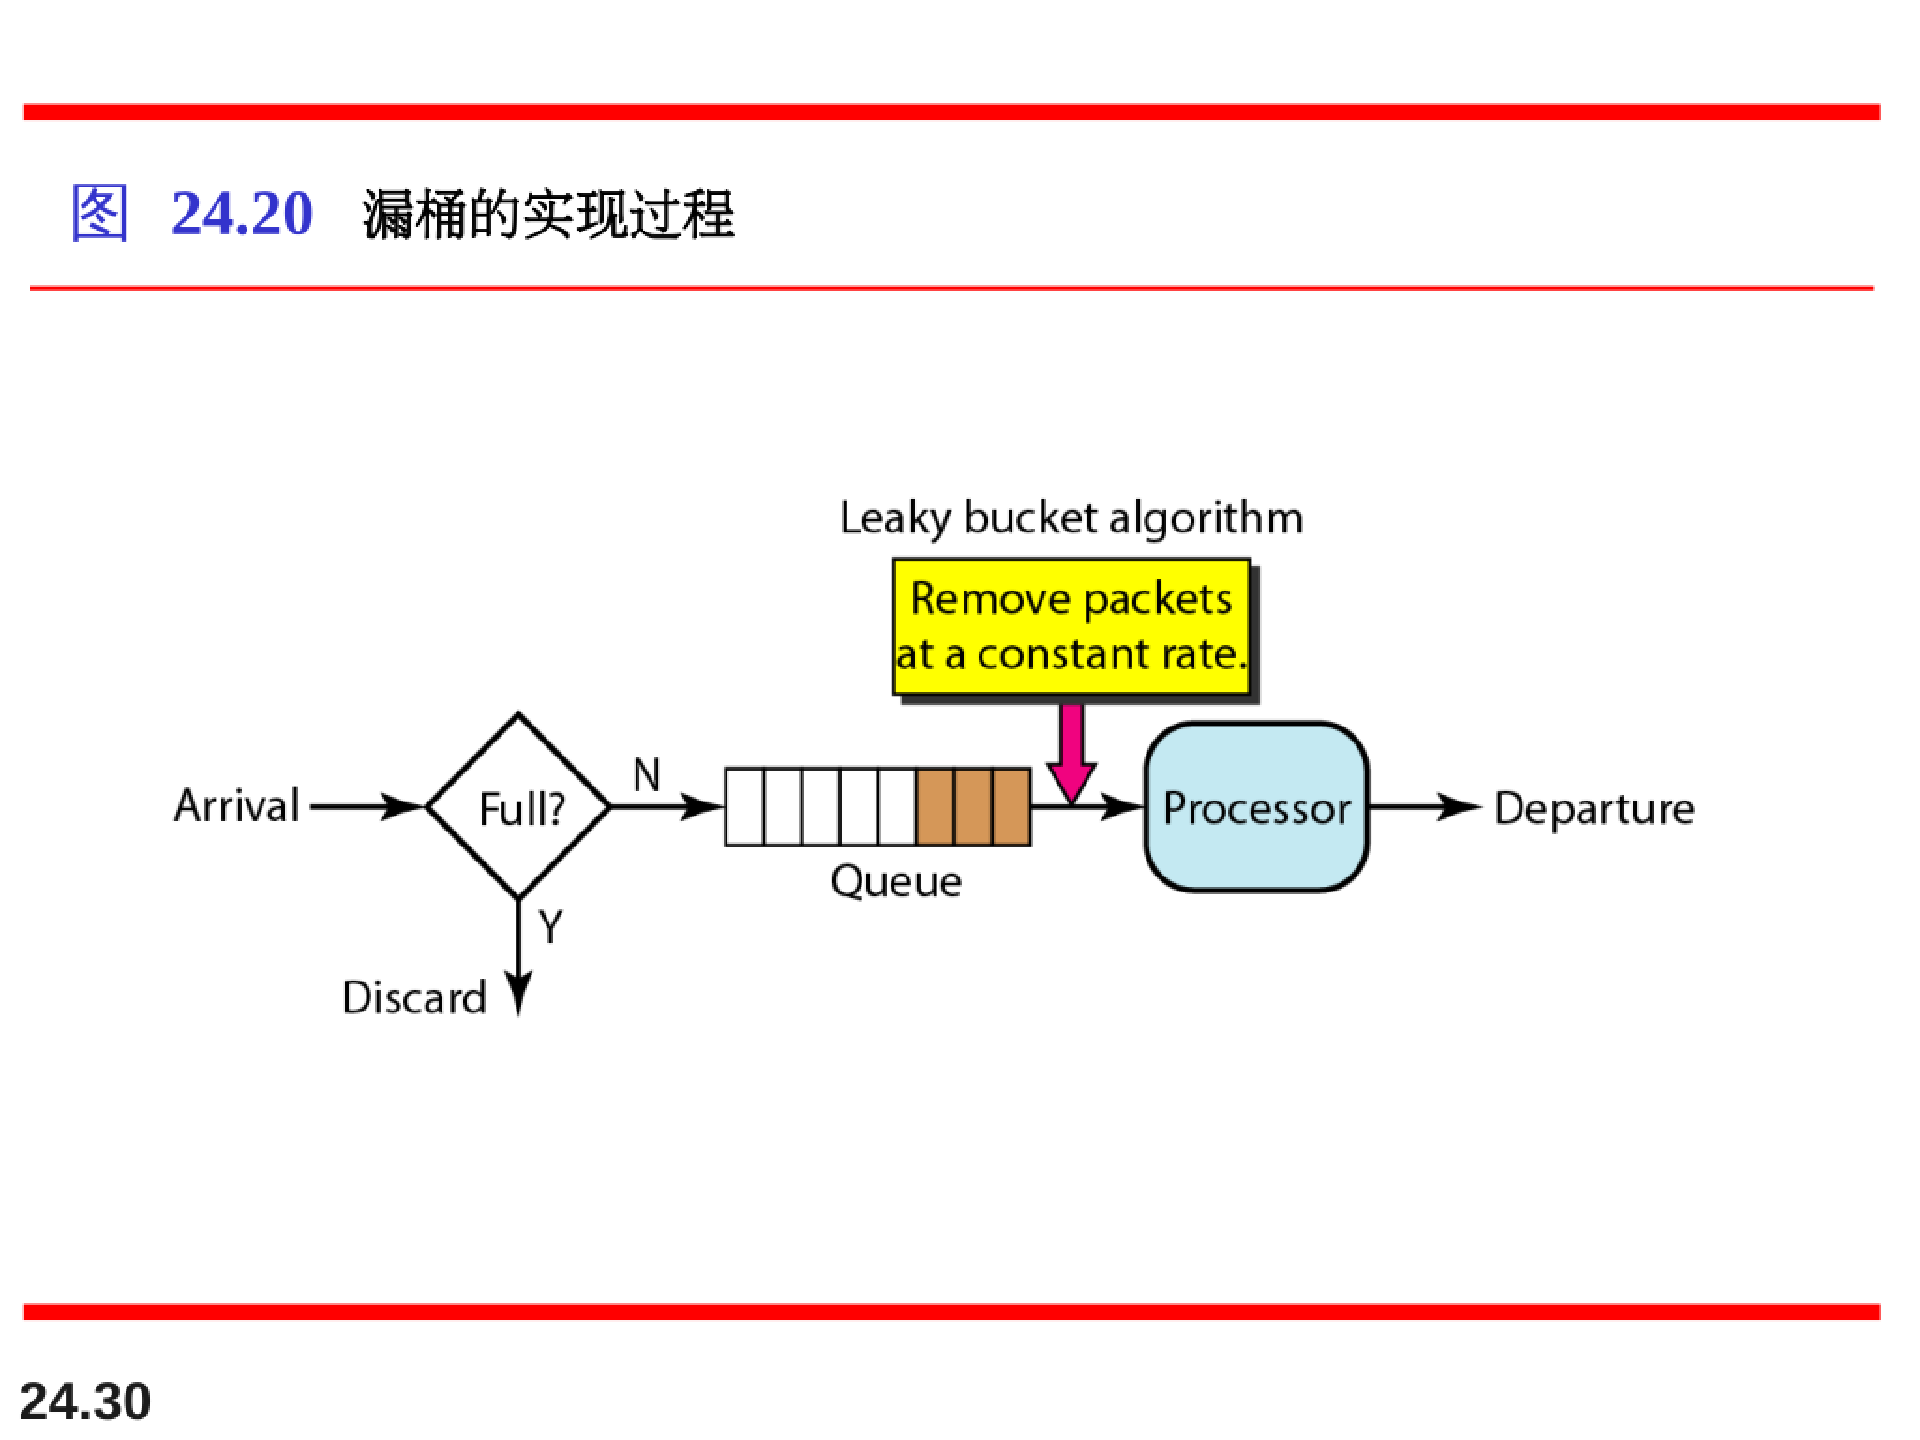 图 24.20 漏桶的实现过程
Leaky bucket algorithm
Remove packets
at a constant rate.
Arrival
Full?
N
Y
Discard
Queue
Processor
Departure
24.30